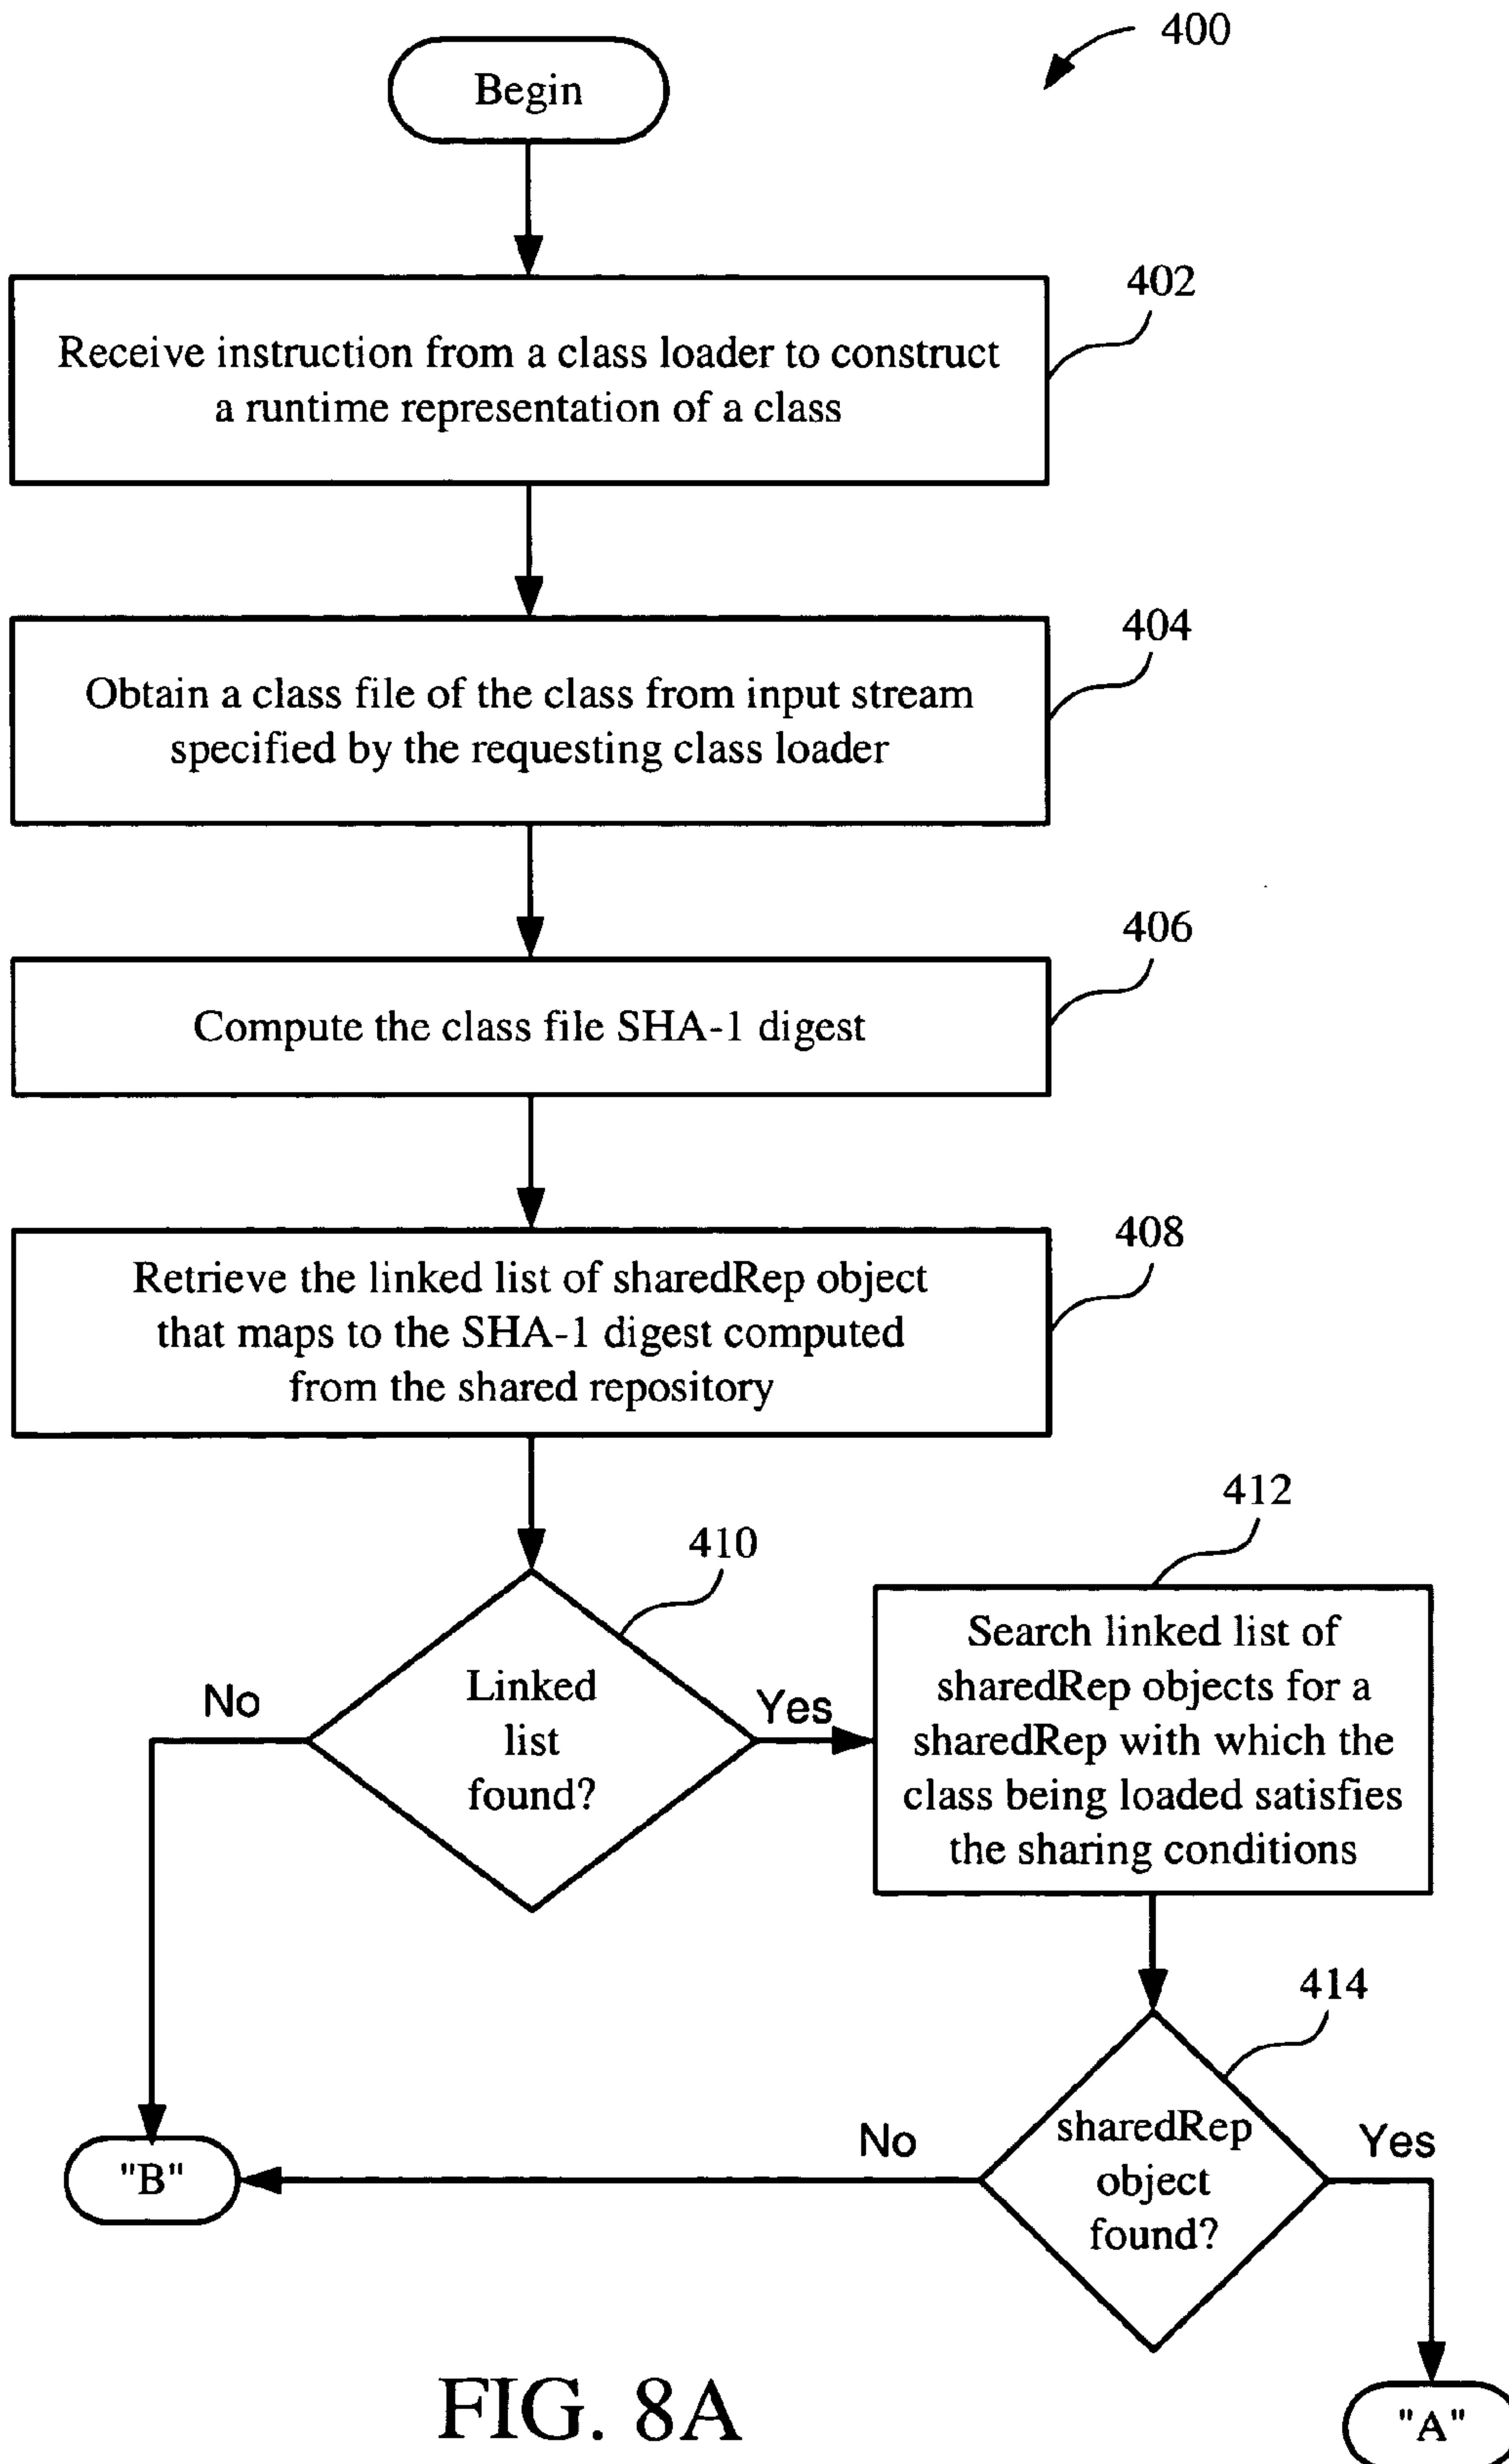 400
Begin
402
Receive instruction from a class loader to construct
a runtime representation of a class
404
Obtain a class file of the class from input stream
specified by the requesting class loader
406
Compute the class file SHA-1 digest
408
Retrieve the linked list of sharedRep object
that maps to the SHA-1 digest computed
from the shared repository
410
Linked
list
found?
No
Yes
412
Search linked list of
sharedRep objects for a
sharedRep with which the
class being loaded satisfies
the sharing conditions
414
sharedRep
object
found?
No
Yes
"B"
"A"
FIG. 8A